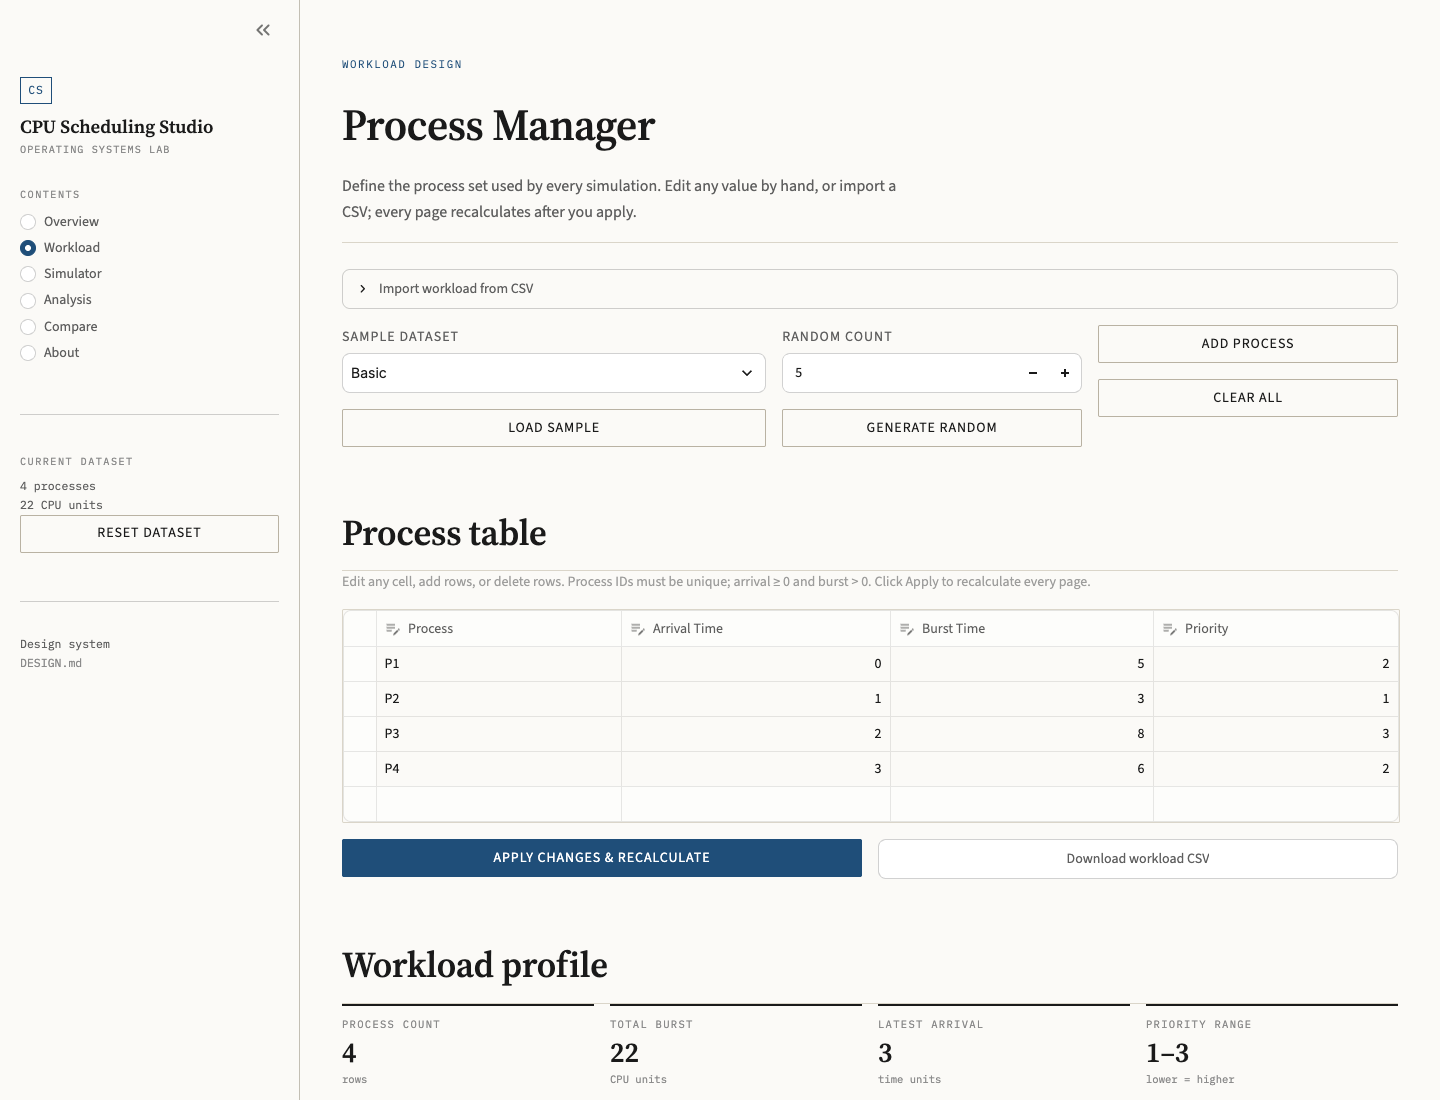 CS
CPU Scheduling Studio
OPERATING SYSTEMS LAB
CONTENTS
Overview
Workload
Simulator
Analysis
Compare
About
CURRENT DATASET
4 processes
22 CPU units
RESET DATASET
Design system
DESIGN.md
WORKLOAD DESIGN
Process Manager
Define the process set used by every simulation. Edit any value by hand, or import a
CSV; every page recalculates after you apply.
Import workload from CSV
SAMPLE DATASET
Basic
LOAD SAMPLE
RANDOM COUNT
5
GENERATE RANDOM
ADD PROCESS
CLEAR ALL
Process table
Edit any cell, add rows, or delete rows. Process IDs must be unique; arrival ≥ 0 and burst > 0. Click Apply to recalculate every page.
Process Arrival Time Burst Time Priority
P1 0 5 2
P2 1 3 1
P3 2 8 3
P4 3 6 2
APPLY CHANGES & RECALCULATE
Download workload CSV
Workload profile
PROCESS COUNT
4
rows
TOTAL BURST
22
CPU units
LATEST ARRIVAL
3
time units
PRIORITY RANGE
1–3
lower = higher